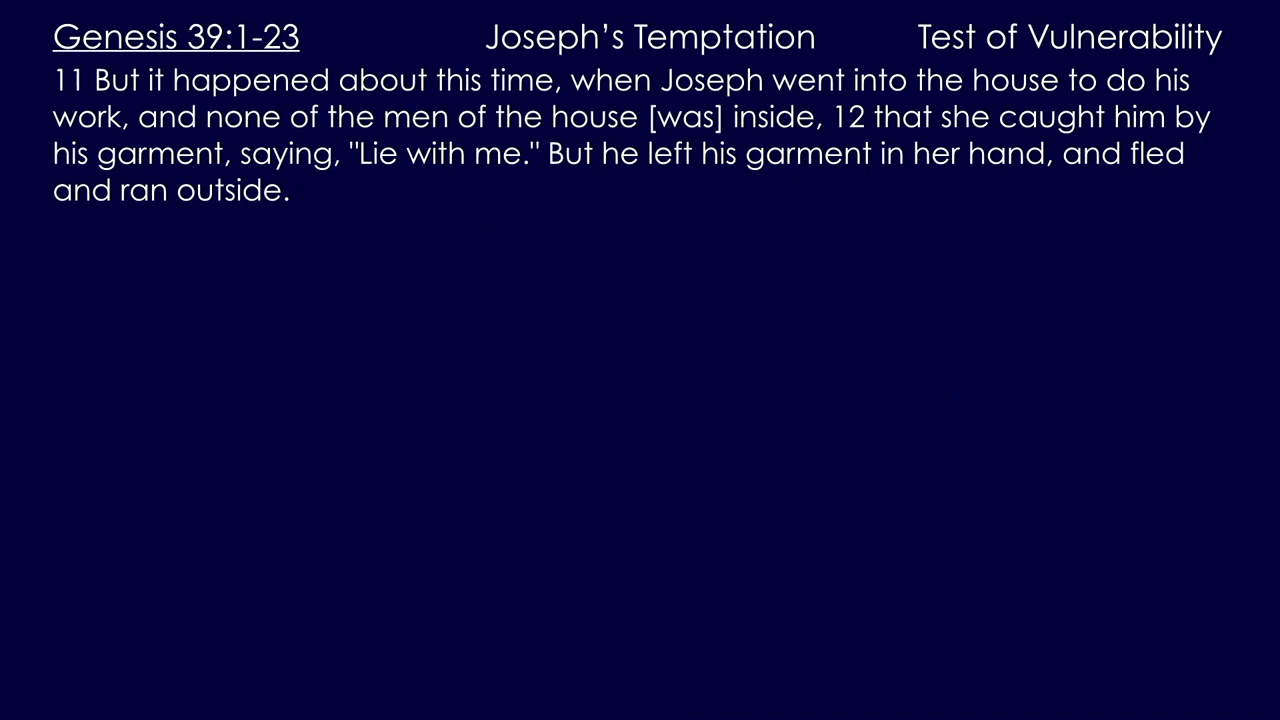 Genesis 39:1-23 Joseph’s Temptation Test of Vulnerability
11 But it happened about this time, when Joseph went into the house to do his
work, and none of the men of the house [was] inside, 12 that she caught him by
his garment, saying, "Lie with me." But he left his garment in her hand, and fled
and ran outside.